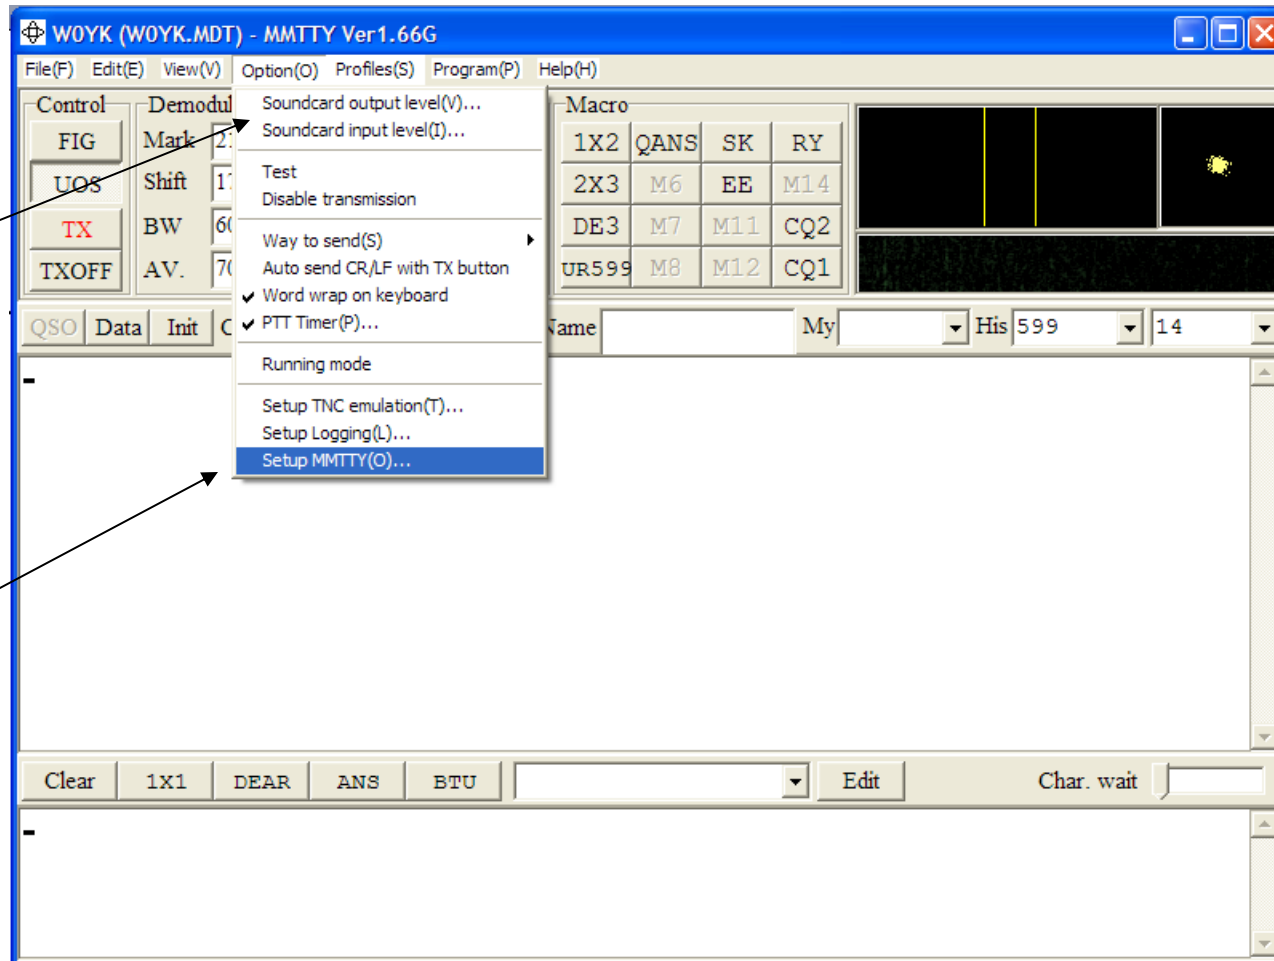 W0YK (W0YK.MDT) - MMTTY Ver1.66G
File(F) Edit(E) View(V) Option(O) Profiles(S) Program(P) Help(H)
Control
FIG
UOS
TX
TXOFF
Mark
Shift
BW
AV.
Soundcard output level(V)...
Soundcard input level(I)...
Test
Disable transmission
Way to send(S)
Auto send CR/LF with TX button
Word wrap on keyboard
PTT Timer(P)...
Running mode
Setup TNC emulation(T)...
Setup Logging(L)...
Setup MMTTY(O)...
Macro
1X2 QANS SK RY
2X3 M6 EE M14
DE3 M7 M11 CQ2
UR599 M8 M12 CQ1
QSO Data Init Name My His 599 14
Clear 1X1 DEAR ANS BTU Edit Char. wait